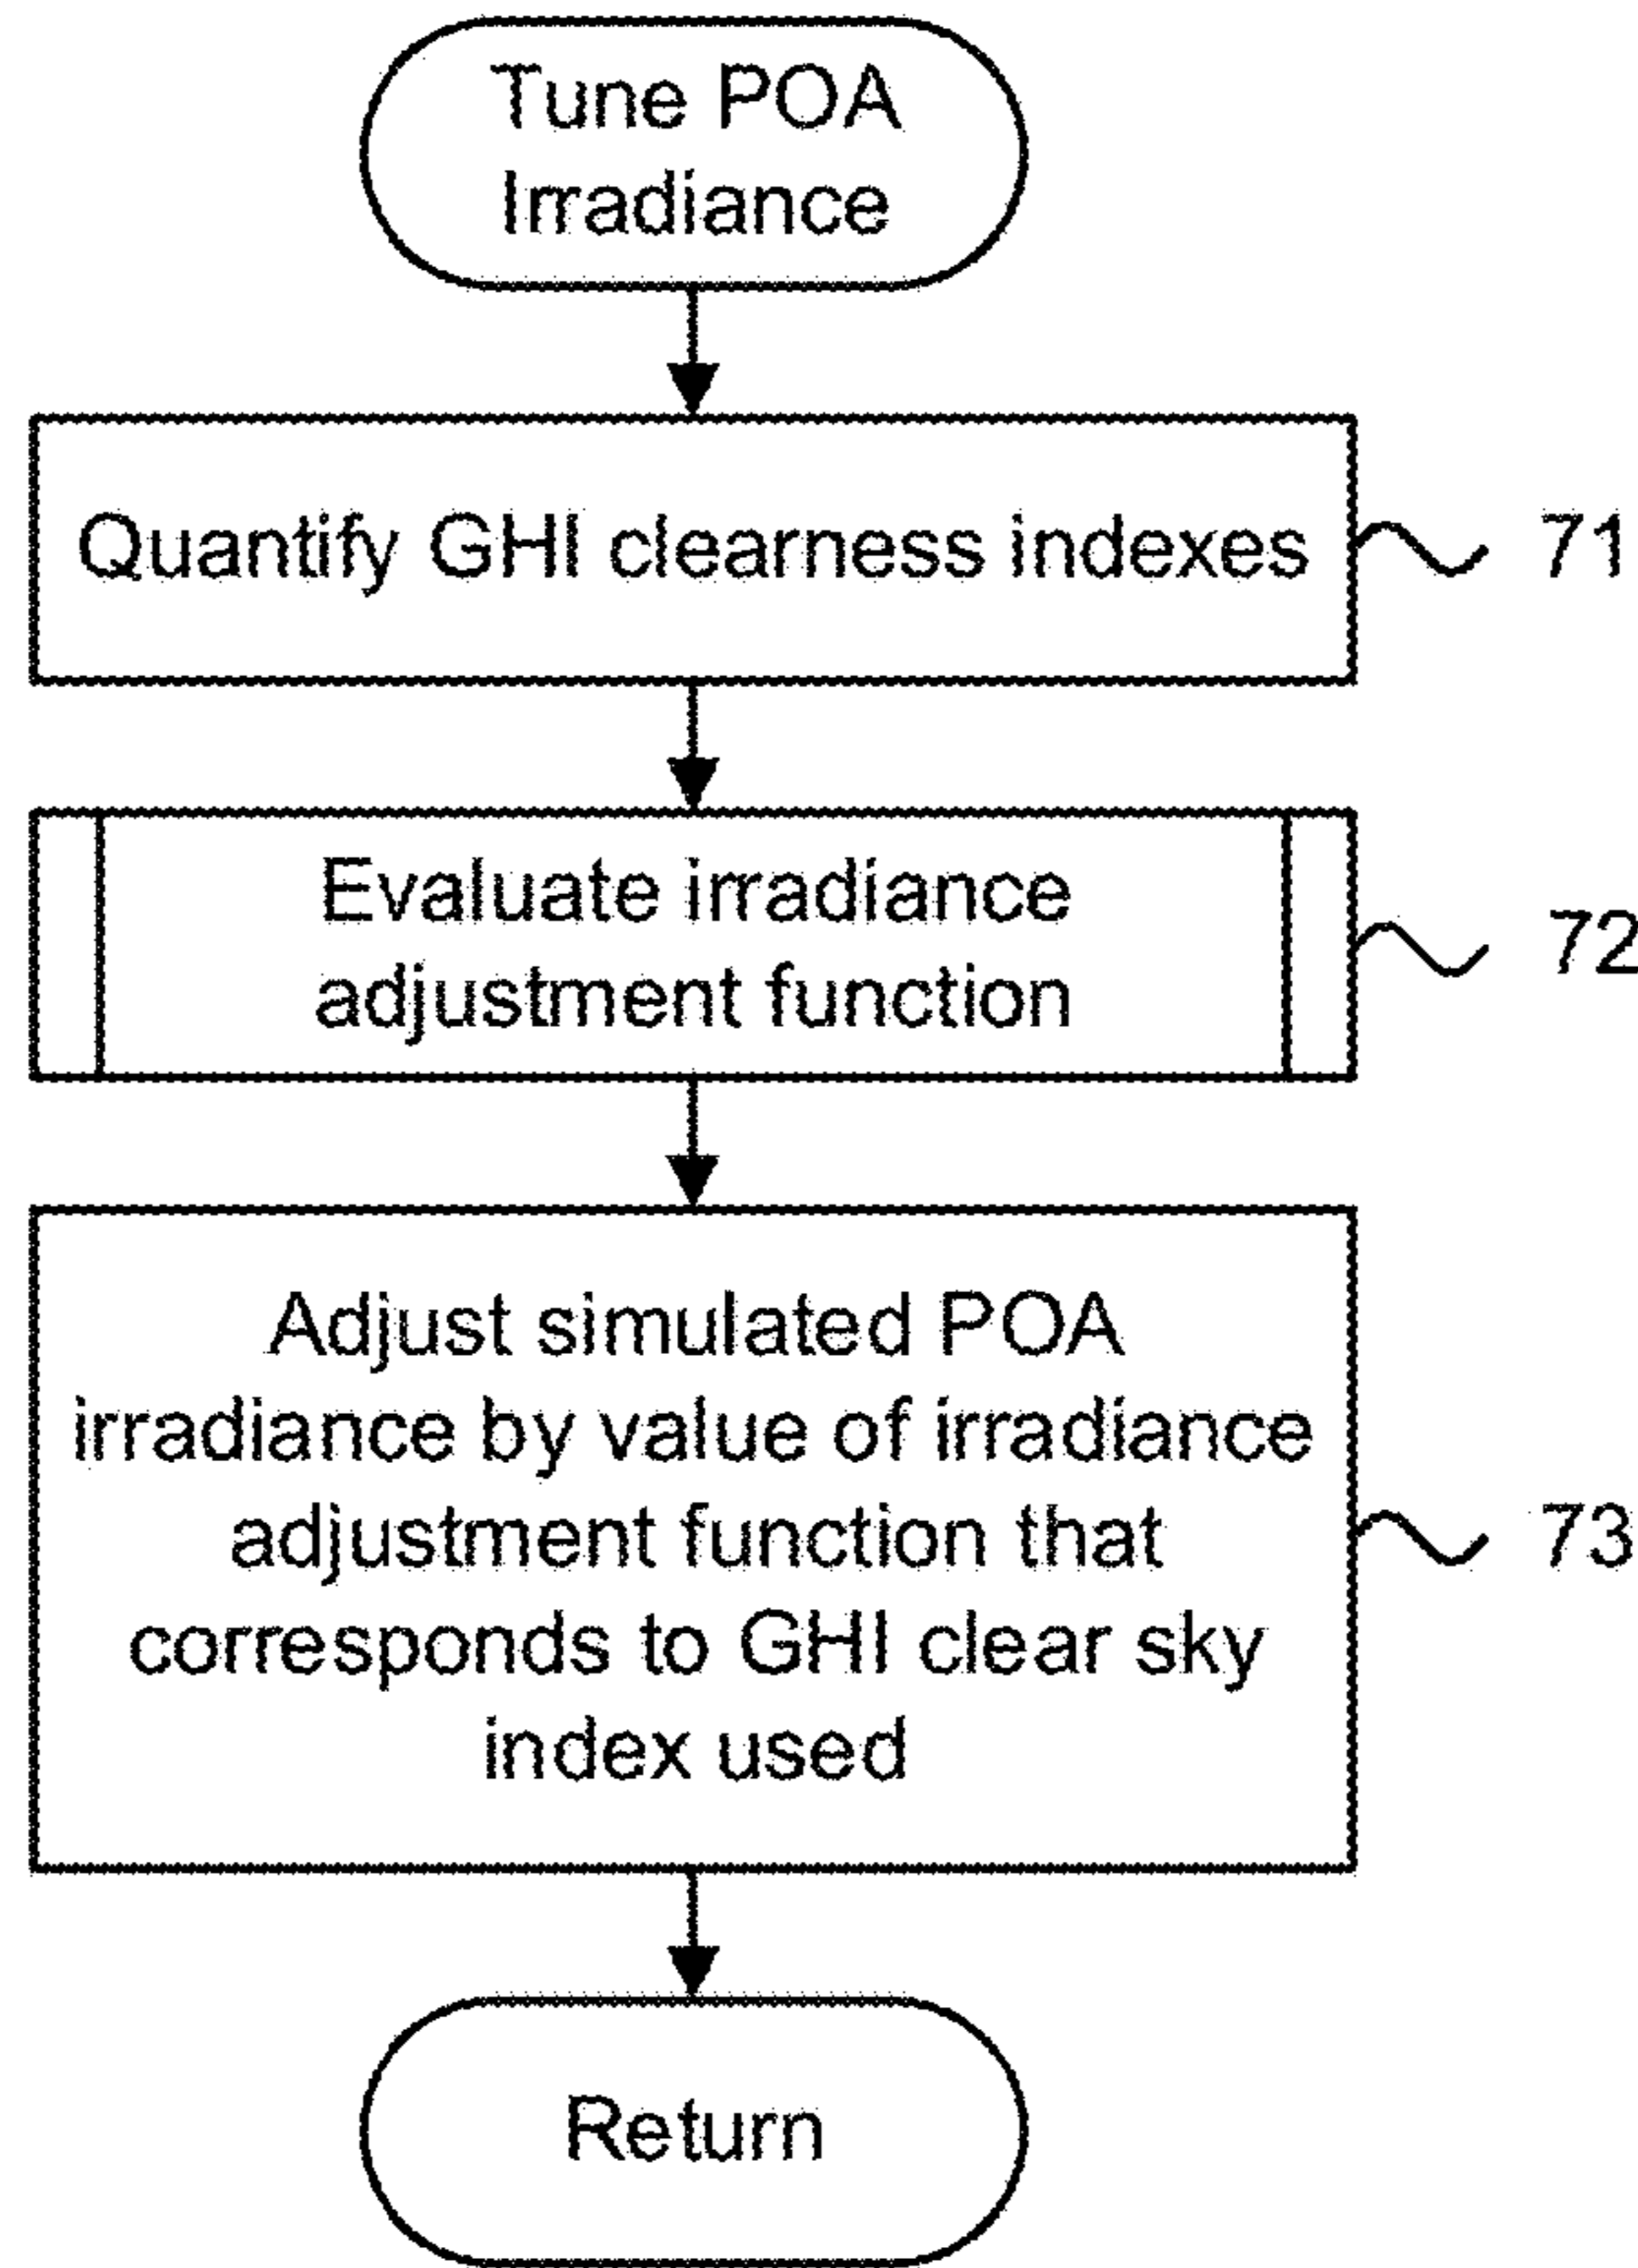 Tune POA
Irradiance
Quantify GHI clearness indexes
71
Evaluate irradiance
adjustment function
72
Adjust simulated POA
irradiance by value of irradiance
adjustment function that
corresponds to GHI clear sky
index used
73
Return